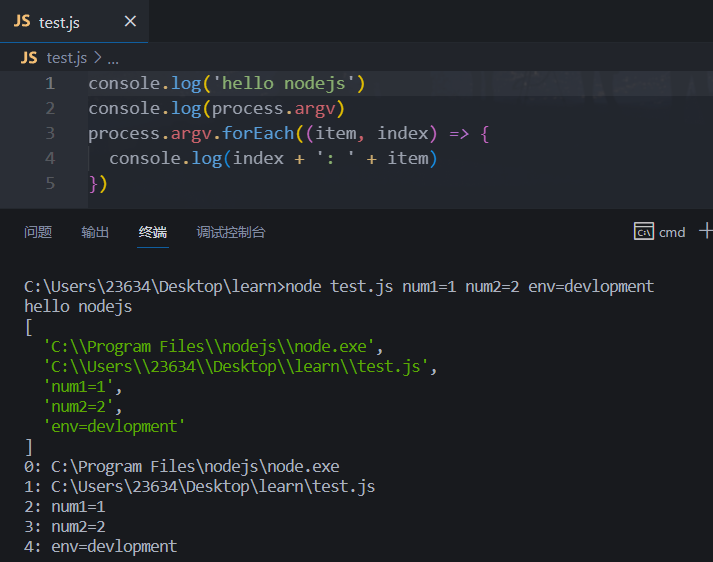 JS test.js ×
JS test.js > ...
1 console.log('hello nodejs')
2 console.log(process.argv)
3 process.argv.forEach((item, index) => {
4   console.log(index + ': ' + item)
5 })
问题 输出 终端 调试控制台 cmd +
C:\Users\23634\Desktop\learn>node test.js num1=1 num2=2 env=devlopment
hello nodejs
[
  'C:\\Program Files\\nodejs\\node.exe',
  'C:\\Users\\23634\\Desktop\\learn\\test.js',
  'num1=1',
  'num2=2',
  'env=devlopment'
]
0: C:\Program Files\nodejs\node.exe
1: C:\Users\23634\Desktop\learn\test.js
2: num1=1
3: num2=2
4: env=devlopment